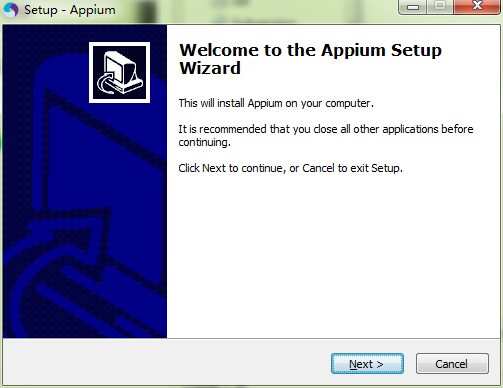 Setup - Appium
Welcome to the Appium Setup
Wizard
This will install Appium on your computer.
It is recommended that you close all other applications before
continuing.
Click Next to continue, or Cancel to exit Setup.
Next >
Cancel